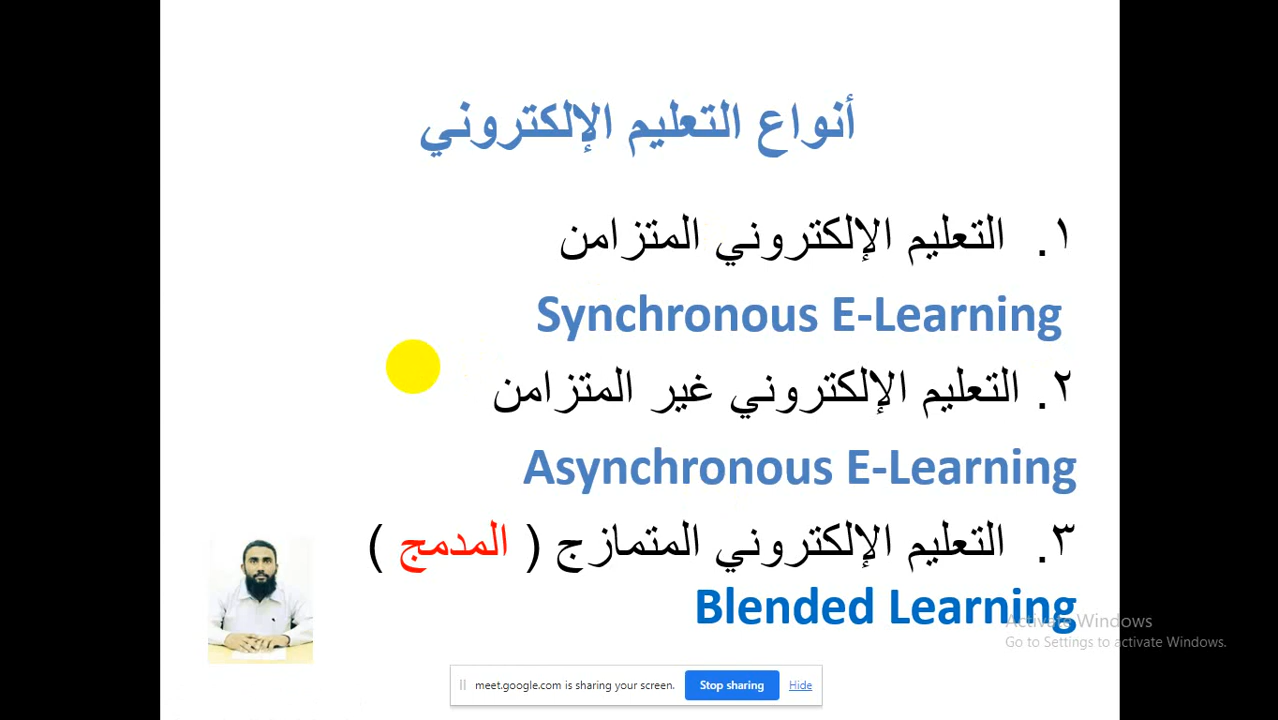 أنواع التعليم الإلكتروني
١. التعليم الإلكتروني المتزامن
Synchronous E-Learning
٢. التعليم الإلكتروني غير المتزامن
Asynchronous E-Learning
٣. التعليم الإلكتروني المتمازج ( المدمج )
Blended Learning
Activate Windows
Go to Settings to activate Windows.
meet.google.com is sharing your screen. Stop sharing Hide